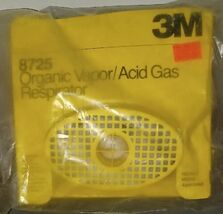 3M
8725
Organic Vapor/Acid Gas
Respirator